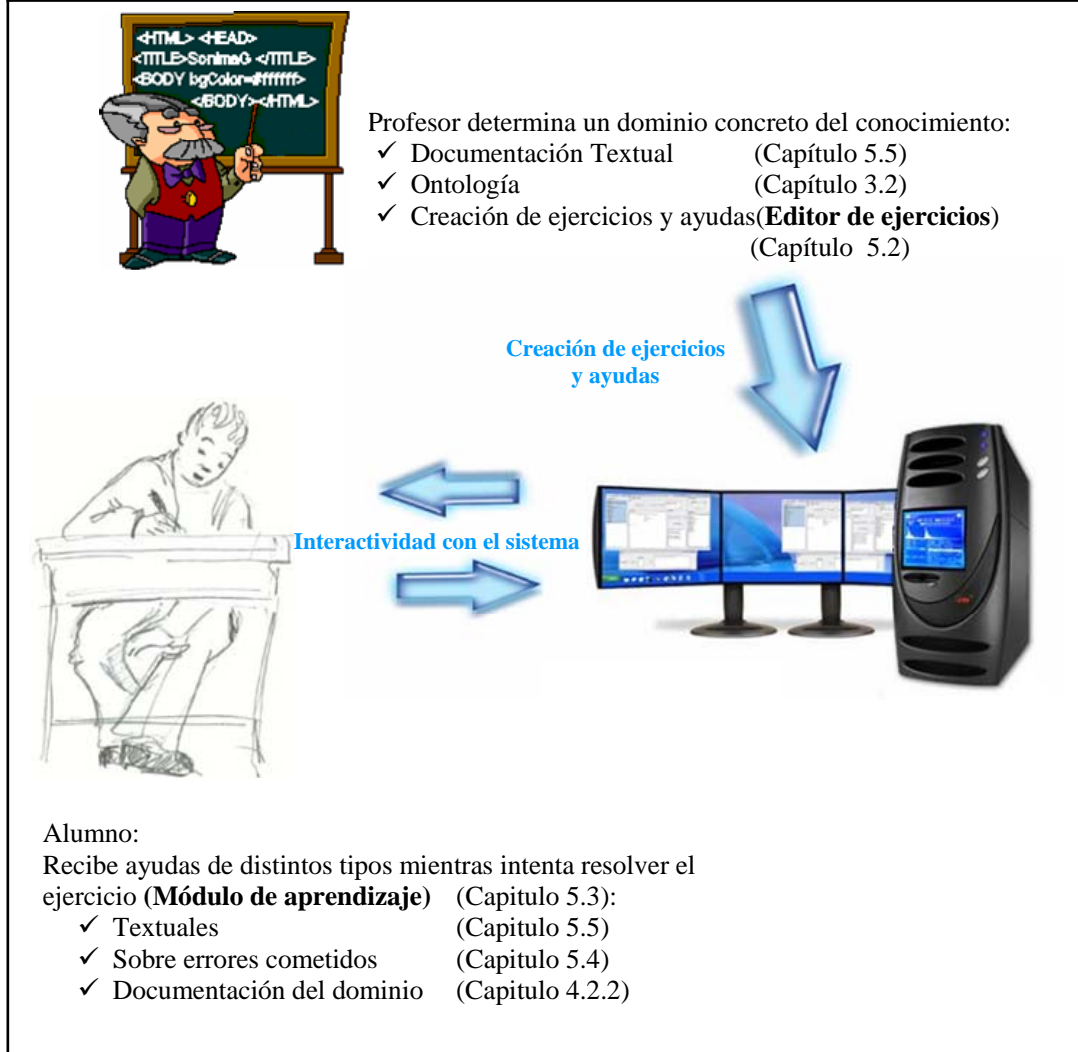 <HTML> <HEAD>
<TITLE>SonimaG </TITLE>
<BODY bgColor=#ffffff>
</BODY></HTML>
Profesor determina un dominio concreto del conocimiento:
✓ Documentación Textual (Capítulo 5.5)
✓ Ontología (Capítulo 3.2)
✓ Creación de ejercicios y ayudas(Editor de ejercicios)
(Capítulo 5.2)
Creación de ejercicios
y ayudas
Interactividad con el sistema
Alumno:
Recibe ayudas de distintos tipos mientras intenta resolver el
ejercicio (Módulo de aprendizaje) (Capitulo 5.3):
✓ Textuales (Capitulo 5.5)
✓ Sobre errores cometidos (Capitulo 5.4)
✓ Documentación del dominio (Capitulo 4.2.2)